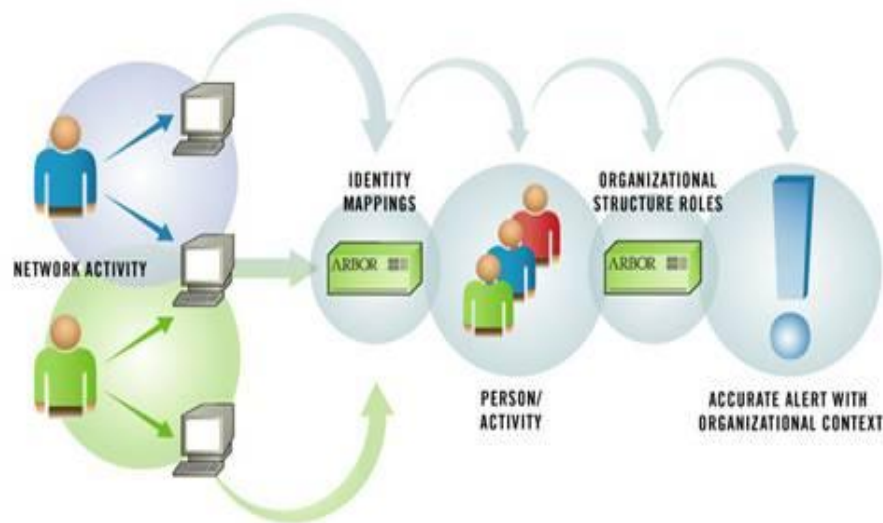 NETWORK ACTIVITY
IDENTITY
MAPPINGS
ARBOR
PERSON/
ACTIVITY
ORGANIZATIONAL
STRUCTURE ROLES
ARBOR
ACCURATE ALERT WITH
ORGANIZATIONAL CONTEXT